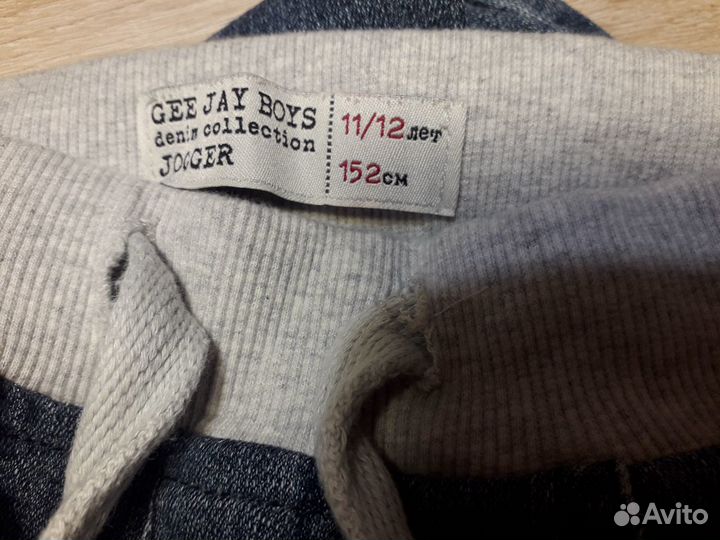 GEE JAY BOYS
denim collection
JOGGER
11/12 лет
152см
Avito